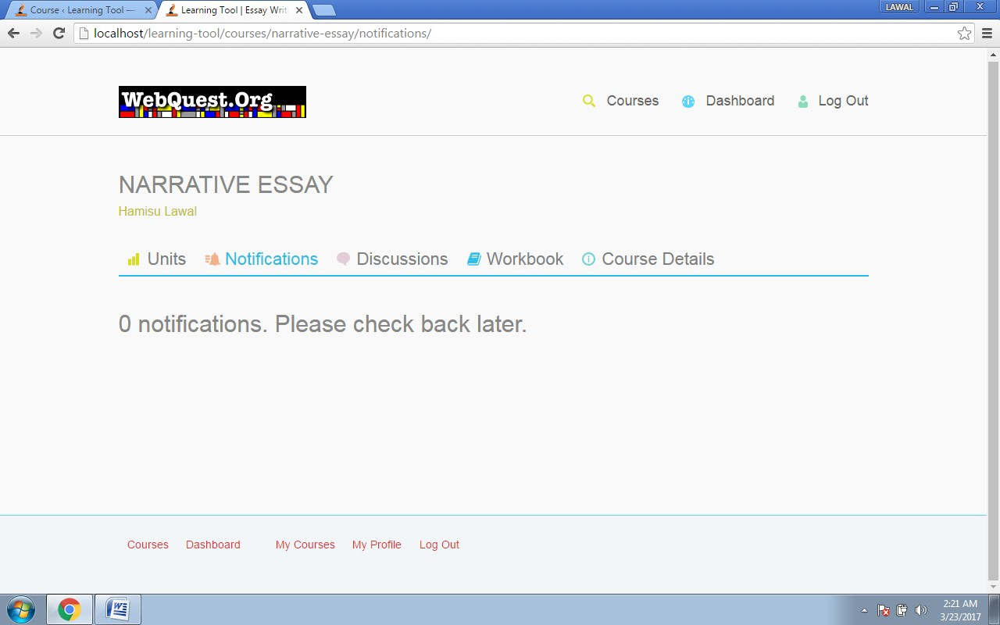 Course ‹ Learning Tool —
Learning Tool | Essay Writ
LAWAL
localhost/learning-tool/courses/narrative-essay/notifications/
WebQuest.Org
Courses Dashboard Log Out
NARRATIVE ESSAY
Hamisu Lawal
Units Notifications Discussions Workbook Course Details
0 notifications. Please check back later.
Courses Dashboard My Courses My Profile Log Out
2:21 AM
3/23/2017